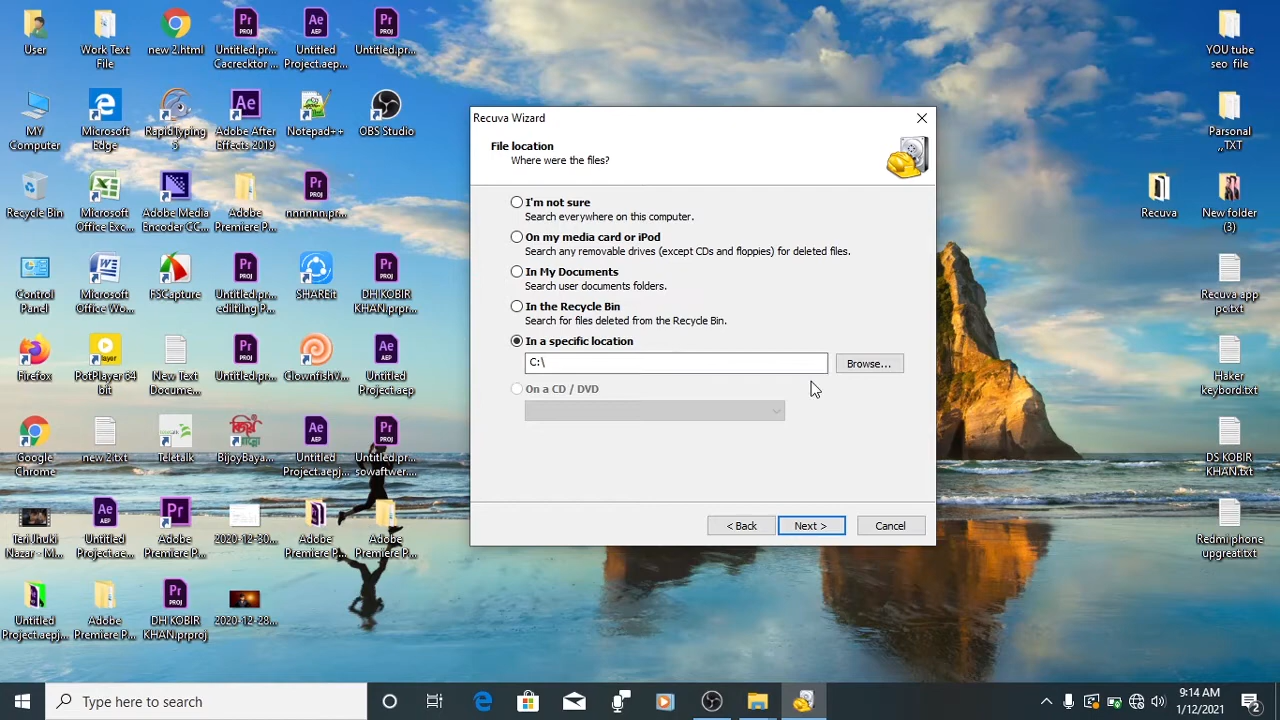 User
Work Text
File
new 2.html
Untitled.pr...
Cacrecktor ...
Untitled
Project.aep...
Untitled.pr...
YOU tube
seo file
MY
Computer
Microsoft
Edge
RapidTyping
5
Adobe After
Effects 2019
Notepad++
OBS Studio
Parsonal
,,TXT
Recycle Bin
Microsoft
Office Exc...
Adobe Media
Encoder CC...
Adobe
Premiere P...
nnnnnn.pr...
Recuva
New folder
(3)
Control
Panel
Microsoft
Office Wo...
FSCapture
Untitled.pr...
ediliting P...
SHAREit
DH KOBIR
KHAN.prpr...
Recuva app
pc.txt
Firefox
PotPlayer 64
bit
New Text
Docume...
Untitled.pr...
Clownfishv...
Untitled
Project.aep
Haker
keybord.txt
Google
Chrome
new 2.txt
Teletalk
BijoyBaya...
Untitled
Project.aepj...
Untitled.pr...
sowaftwer...
DS KOBIR
KHAN.txt
Teri Jhuki
Nazar - M...
Untitled
Project.ae...
Adobe
Premiere P...
2020-12-30...
Adobe
Premiere P...
Adobe
Premiere P...
Redmi phone
upgreat.txt
Untitled
Project.aepj...
Adobe
Premiere P...
DH KOBIR
KHAN.prproj
2020-12-28...
Recuva Wizard
File location
Where were the files?
I'm not sure
Search everywhere on this computer.
On my media card or iPod
Search any removable drives (except CDs and floppies) for deleted files.
In My Documents
Search user documents folders.
In the Recycle Bin
Search for files deleted from the Recycle Bin.
In a specific location
C:\
Browse...
On a CD / DVD
< Back
Next >
Cancel
Type here to search
9:14 AM
1/12/2021
2